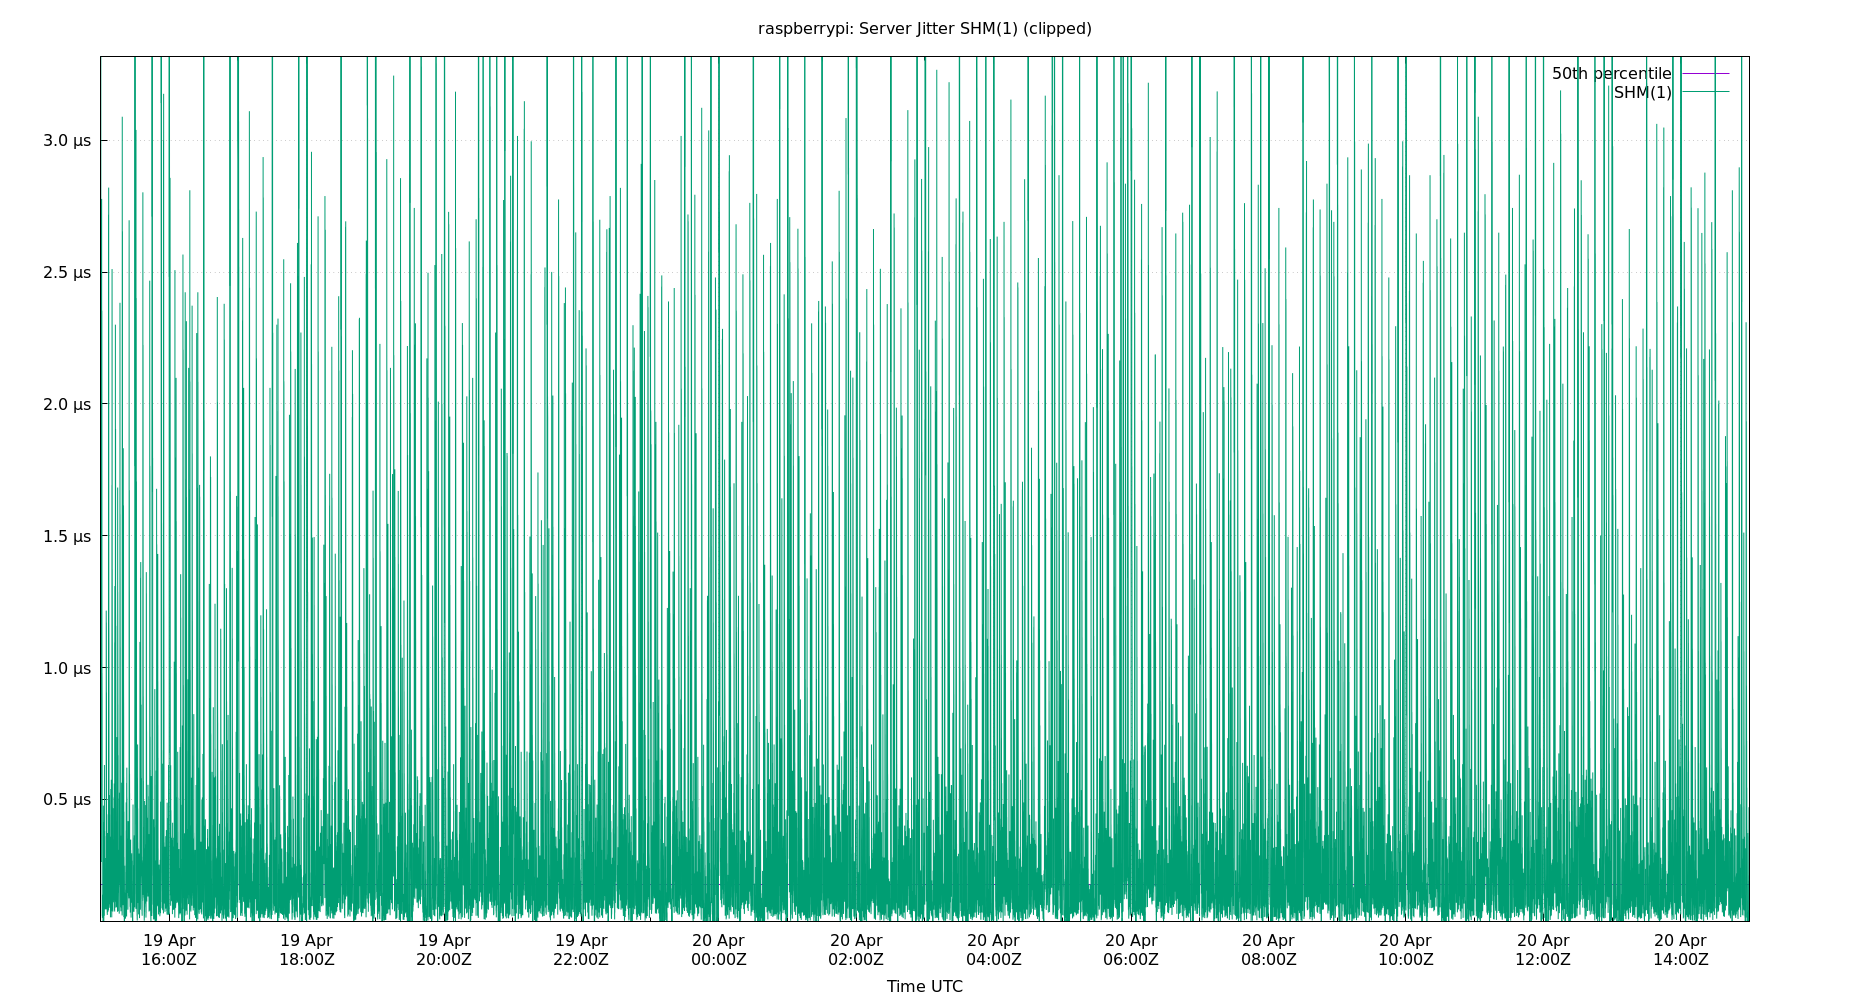 raspberrypi: Server Jitter SHM(1) (clipped)
50th percentile
SHM(1)
3.0 µs
2.5 µs
2.0 µs
1.5 µs
1.0 µs
0.5 µs
19 Apr 19 Apr 19 Apr 19 Apr 20 Apr 20 Apr 20 Apr 20 Apr 20 Apr 20 Apr 20 Apr 20 Apr
16:00Z 18:00Z 20:00Z 22:00Z 00:00Z 02:00Z 04:00Z 06:00Z 08:00Z 10:00Z 12:00Z 14:00Z
Time UTC